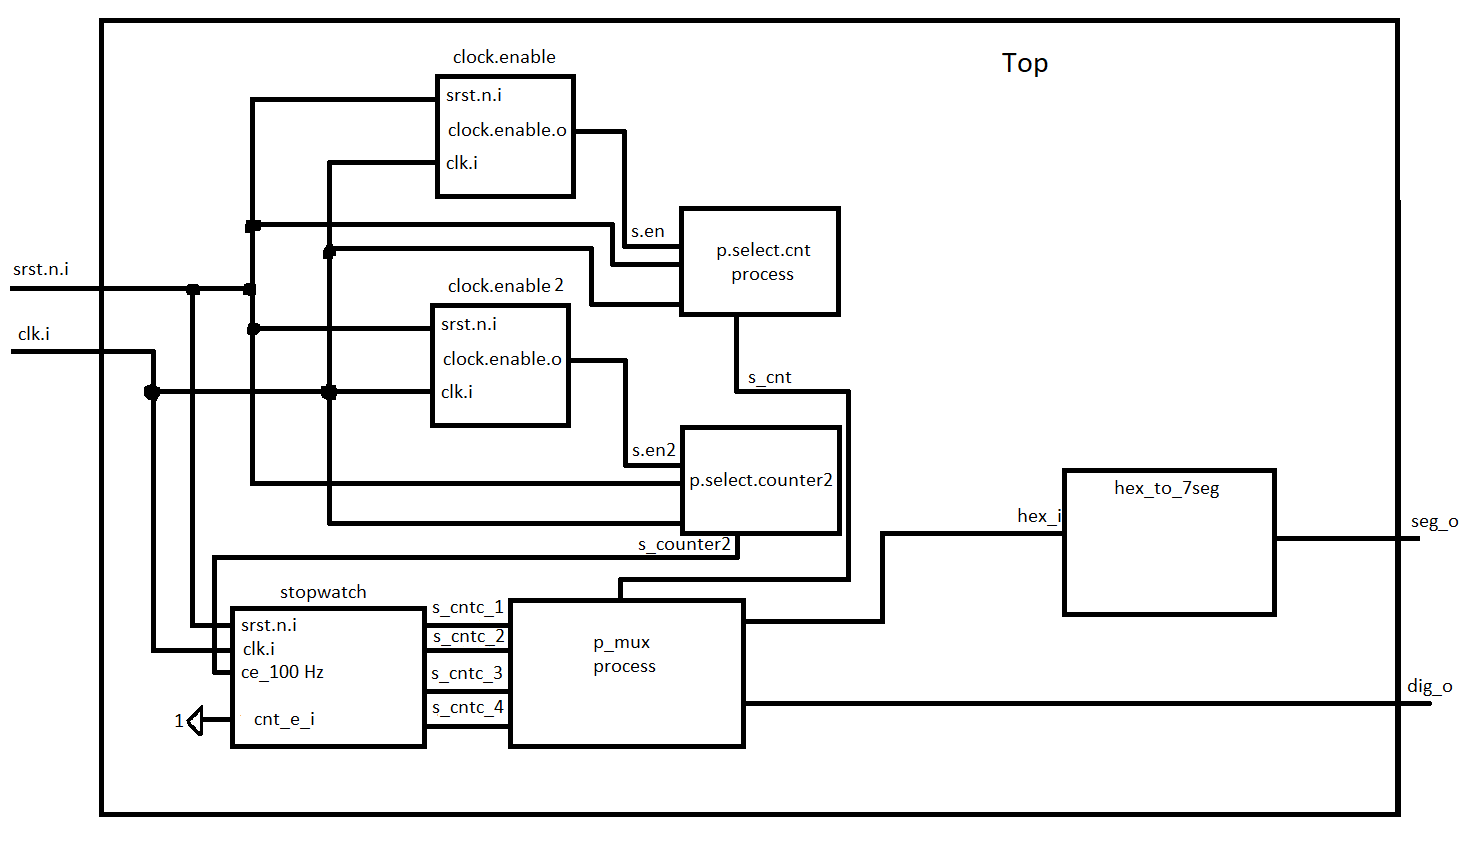 Top
clock.enable
srst.n.i
clock.enable.o
clk.i
s.en
p.select.cnt
process
srst.n.i
clk.i
clock.enable 2
srst.n.i
clock.enable.o
clk.i
s_cnt
s.en2
p.select.counter2
s_counter2
hex_to_7seg
hex_i
seg_o
stopwatch
srst.n.i
clk.i
ce_100 Hz
cnt_e_i
1
s_cntc_1
s_cntc_2
s_cntc_3
s_cntc_4
p_mux
process
dig_o